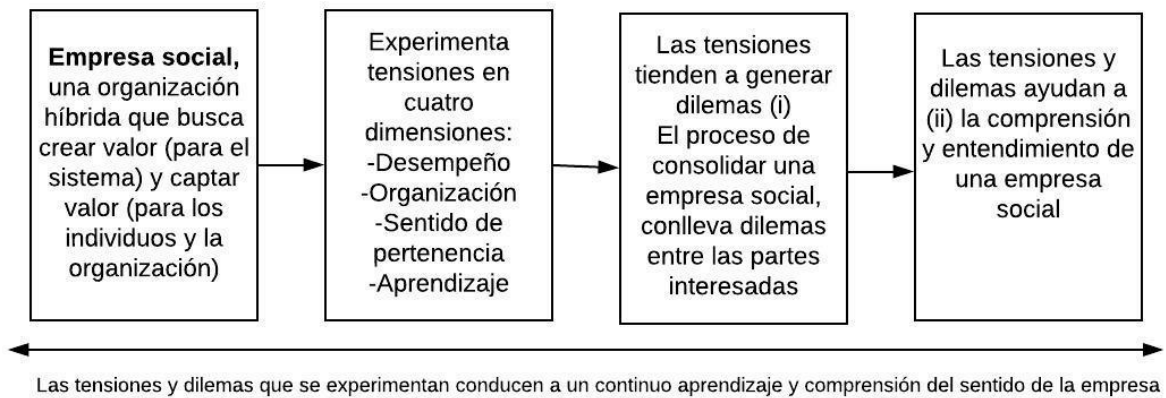 Empresa social,
una organización
híbrida que busca
crear valor (para el
sistema) y captar
valor (para los
individuos y la
organización)
Experimenta
tensiones en
cuatro
dimensiones:
-Desempeño
-Organización
-Sentido de
pertenencia
-Aprendizaje
Las tensiones
tienden a generar
dilemas (i)
El proceso de
consolidar una
empresa social,
conlleva dilemas
entre las partes
interesadas
Las tensiones y
dilemas ayudan a
(ii) la comprensión
y entendimiento de
una empresa
social
Las tensiones y dilemas que se experimentan conducen a un continuo aprendizaje y comprensión del sentido de la empresa